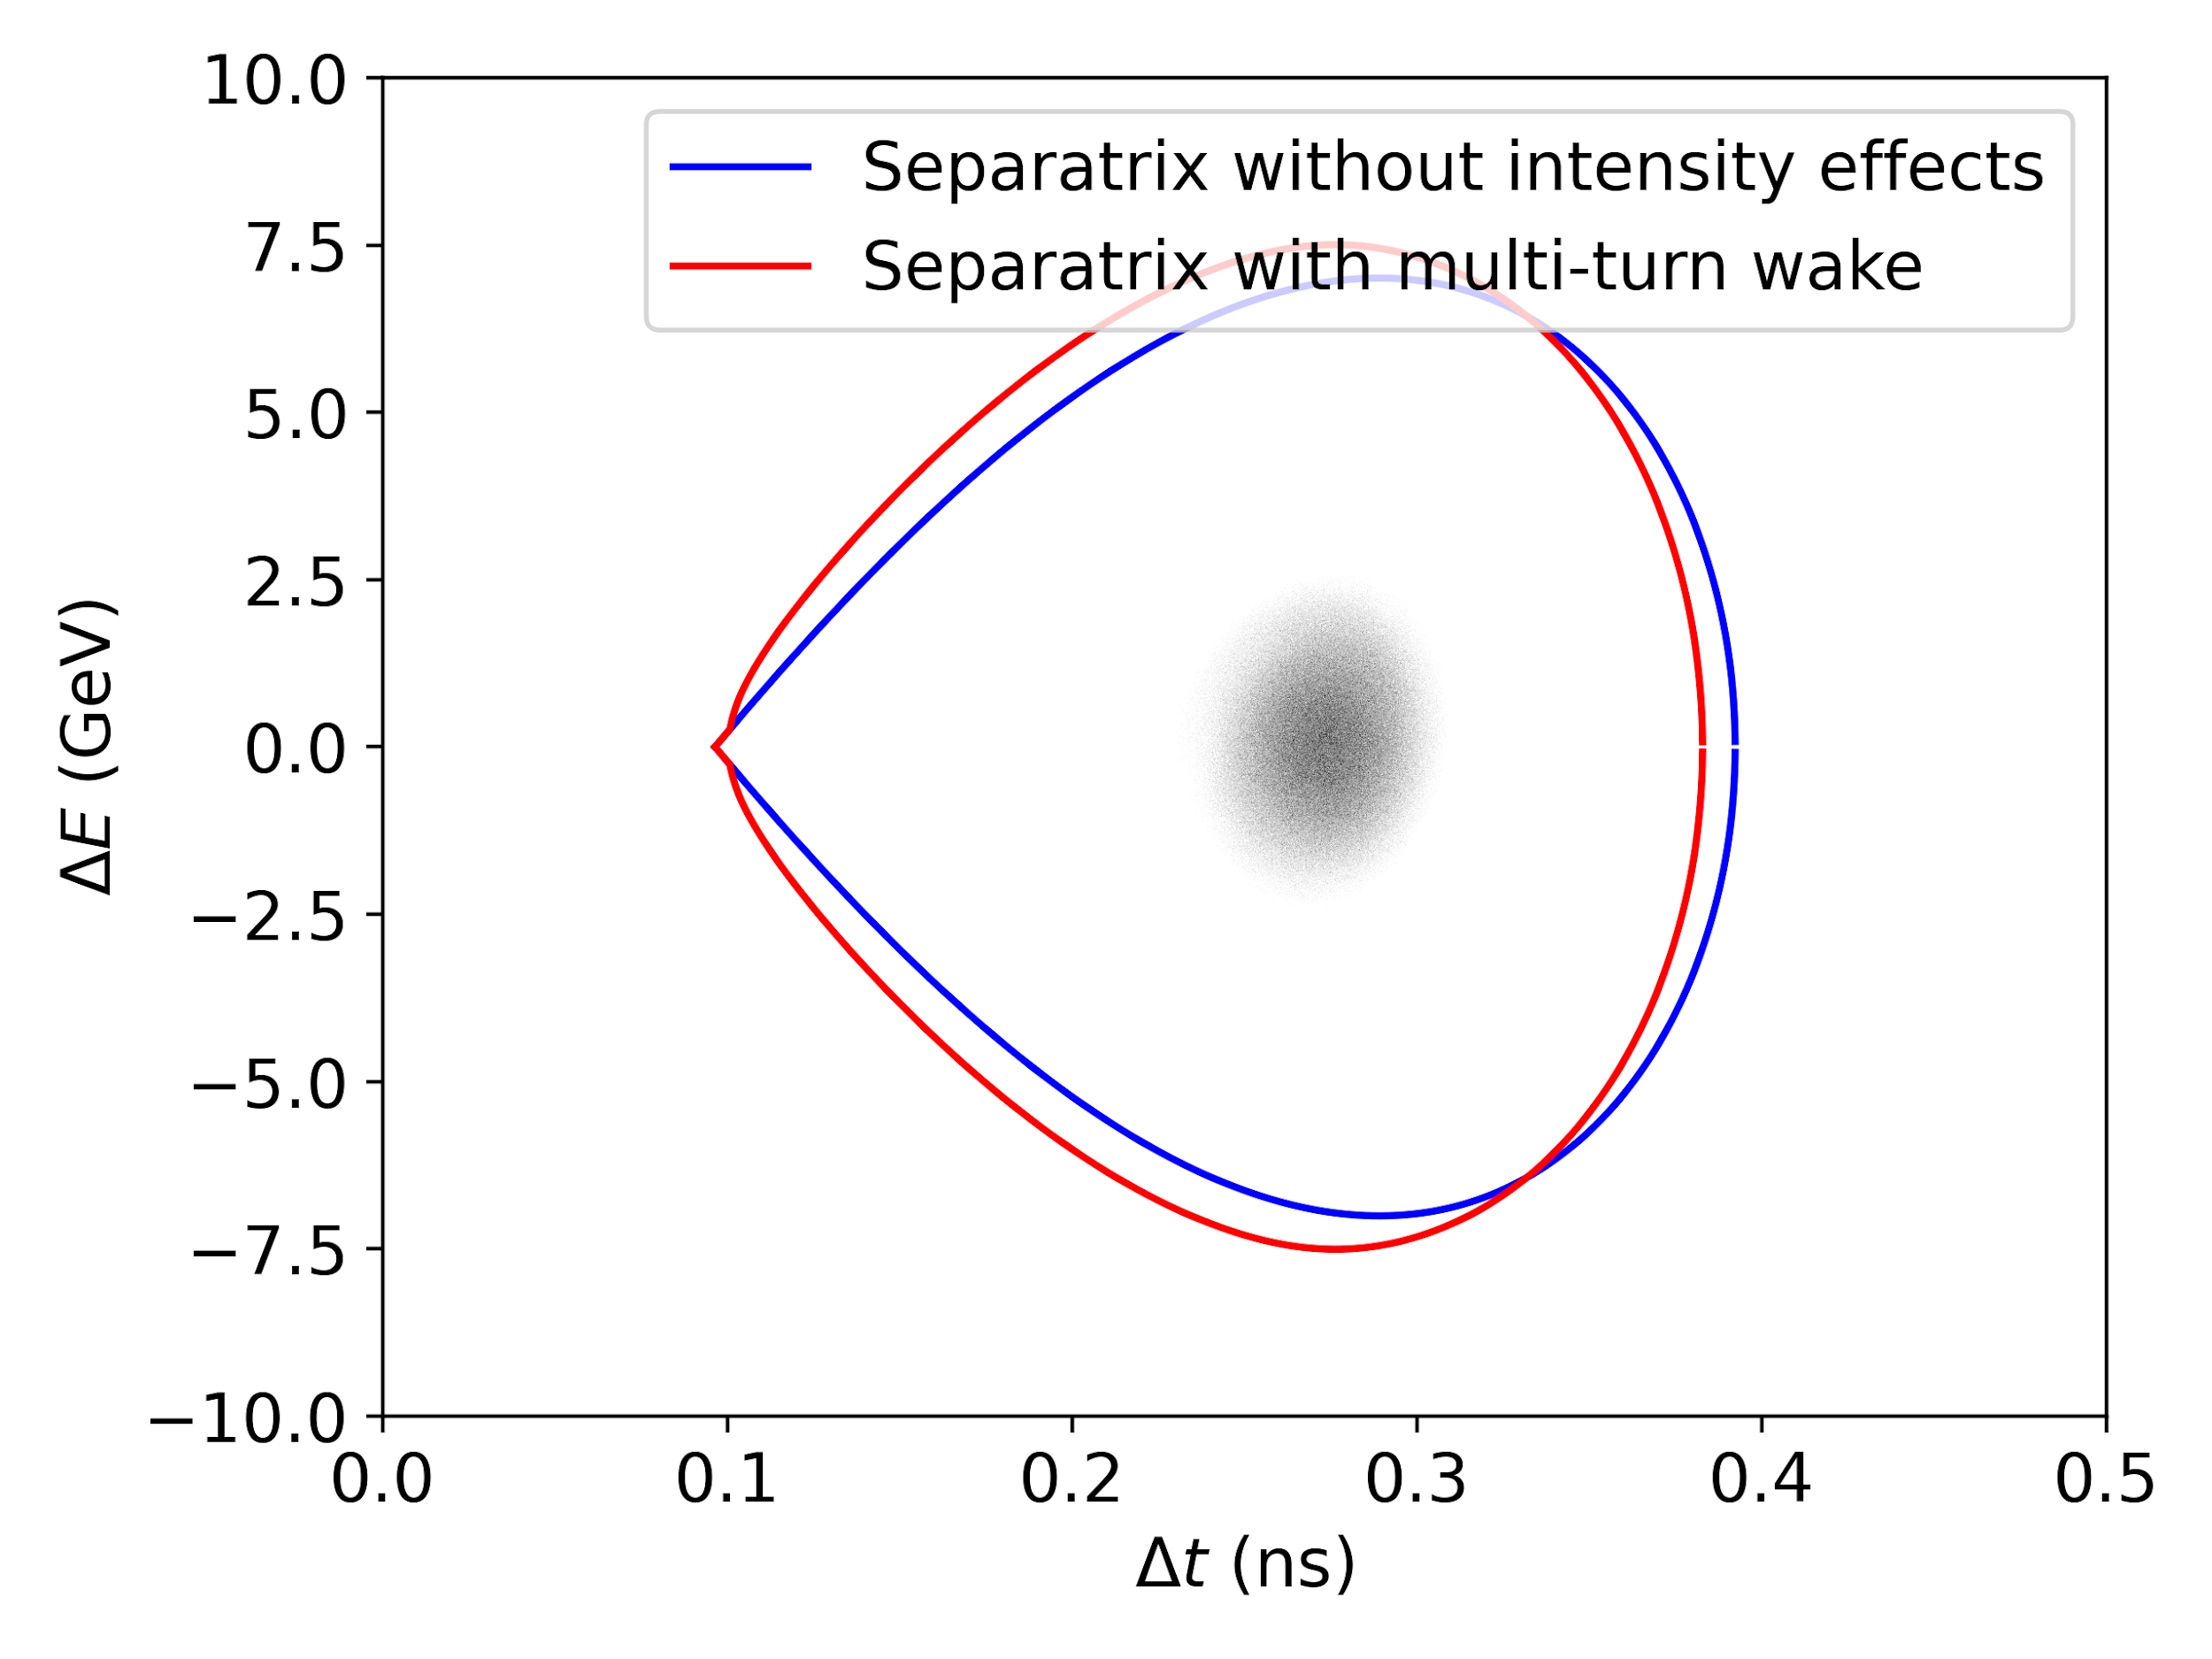 10.0
7.5
5.0
2.5
0.0
−2.5
−5.0
−7.5
−10.0
ΔE (GeV)
Separatrix without intensity effects
Separatrix with multi-turn wake
0.0 0.1 0.2 0.3 0.4 0.5
Δt (ns)